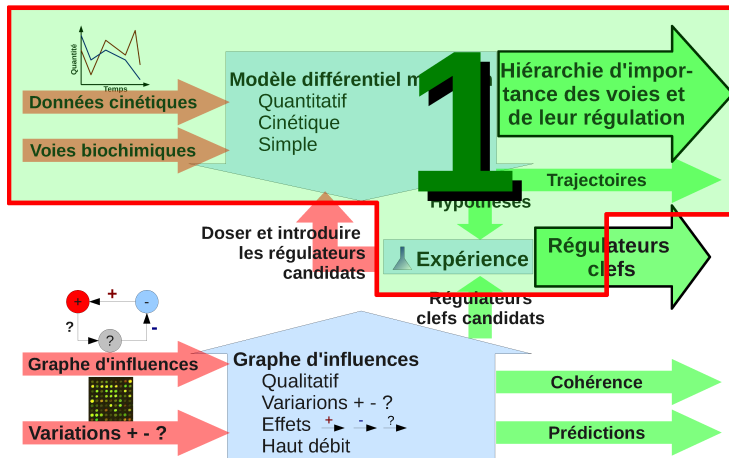 Quantité
Temps
Données cinétiques
Voies biochimiques
Modèle différentiel m n
Quantitatif
Cinétique
Simple
1
Hiérarchie d'impor-
tance des voies et
de leur régulation
Trajectoires
Hypothèses
Doser et introduire
les régulateurs
candidats
Expérience
Régulateurs
clefs
Régulateurs
clefs candidats
+
+
-
?
?
-
Graphe d'influences
Variations + - ?
Graphe d'influences
Qualitatif
Variarions + - ?
Effets + - ?
Haut débit
Cohérence
Prédictions